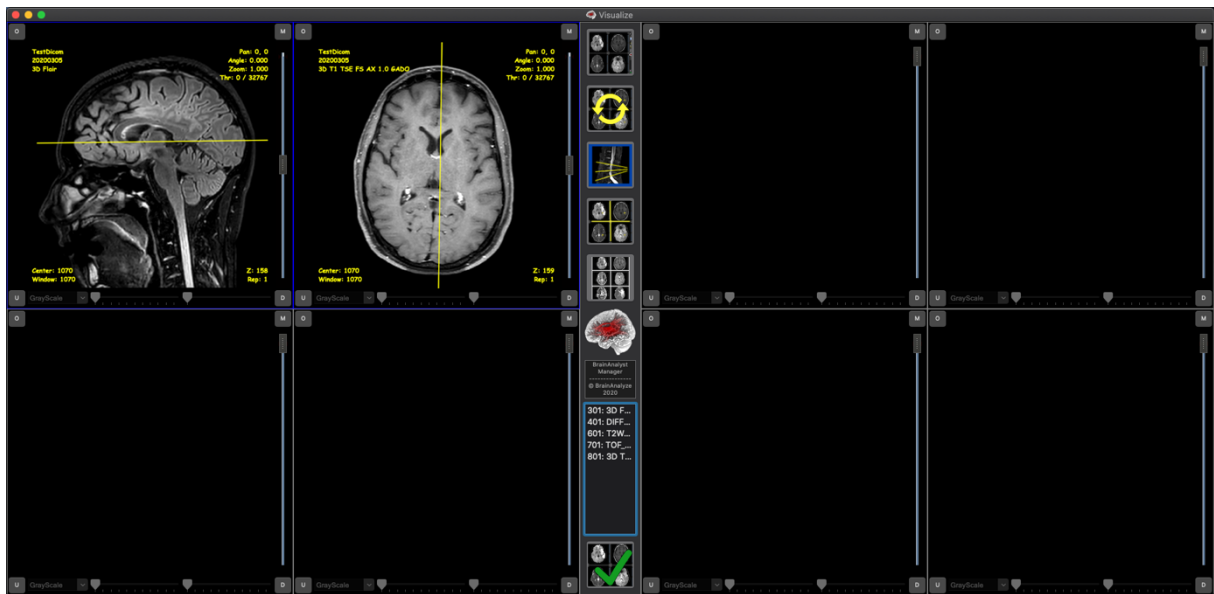 Visualize
O
M
TestDicom
20200305
3D Flair
Pan: 0, 0
Angle: 0.000
Zoom: 1.000
Thr: 0 / 32767
Center: 1070
Window: 1070
Z: 158
Rep: 1
U
GrayScale
D
O
M
TestDicom
20200305
3D T1 TSE FS AX 1.0 GADO
Pan: 0, 0
Angle: 0.000
Zoom: 1.000
Thr: 0 / 32767
Center: 1070
Window: 1070
Z: 159
Rep: 1
U
GrayScale
D
O
M
U
GrayScale
D
O
M
U
GrayScale
D
BrainAnalyst
Manager
© BrainAnalyze
2020
301: 3D F...
401: DIFF...
601: T2W...
701: TOF_...
801: 3D T...
O
M
U
GrayScale
D
O
M
U
GrayScale
D
O
M
U
GrayScale
D
O
M
U
GrayScale
D